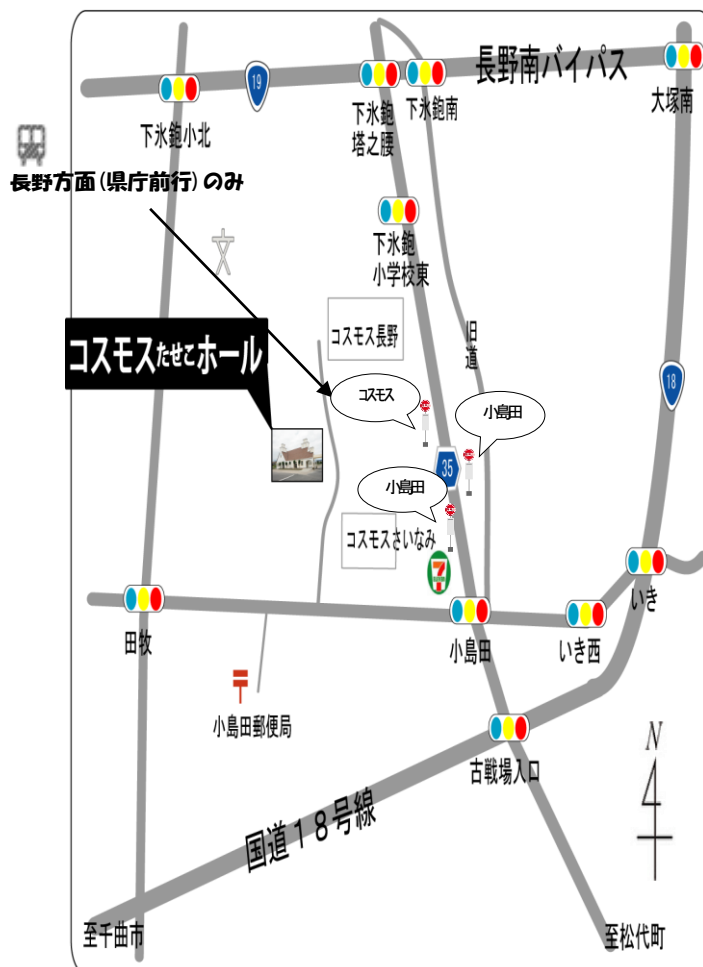 長野南バイパス
19
大塚南
下氷鉋
塔之腰
下氷鉋南
下氷鉋小北
長野方面(県庁前行)のみ
下氷鉋
小学校東
コスモス長野
旧道
コスモスたせこホール
18
コスモス
小島田
35
小島田
コスモスさいなみ
7
いき
田牧
小島田
いき西
小島田郵便局
N
古戦場入口
国道18号線
至千曲市
至松代町